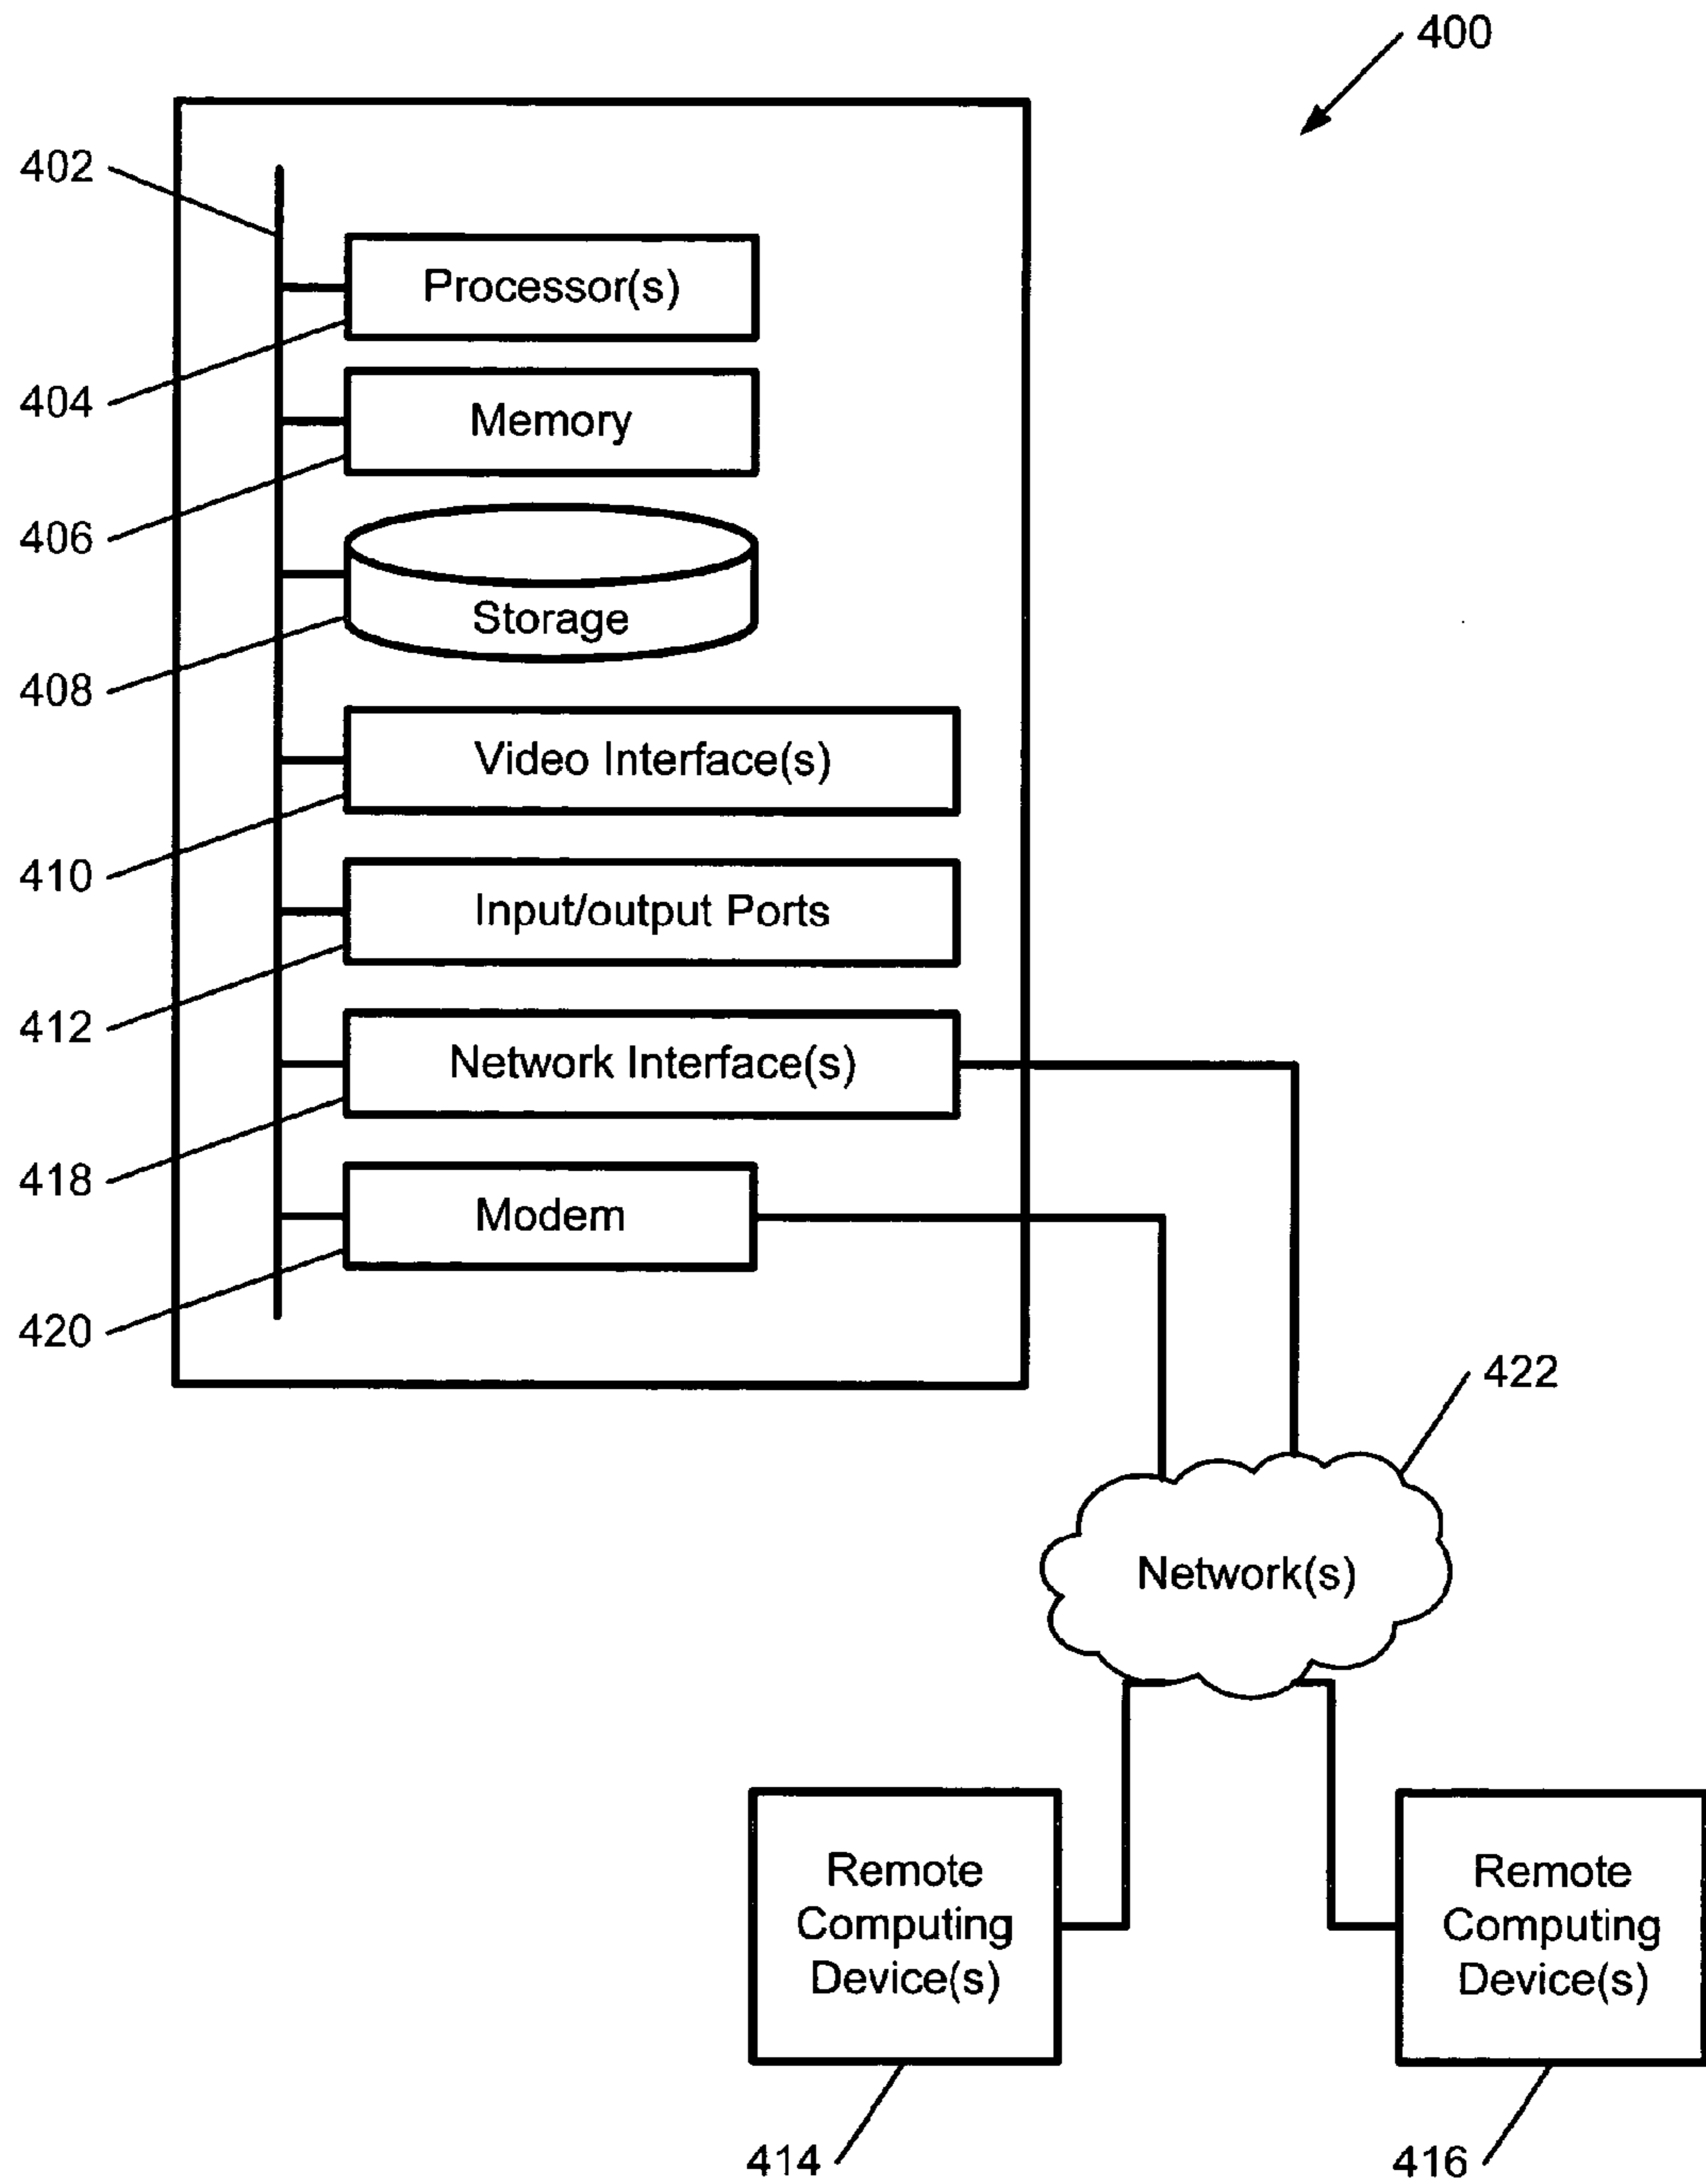 400
402
Processor(s)
404
Memory
406
Storage
408
Video Interface(s)
410
Input/output Ports
412
Network Interface(s)
418
Modem
420
422
Network(s)
Remote
Computing
Device(s)
Remote
Computing
Device(s)
414
416